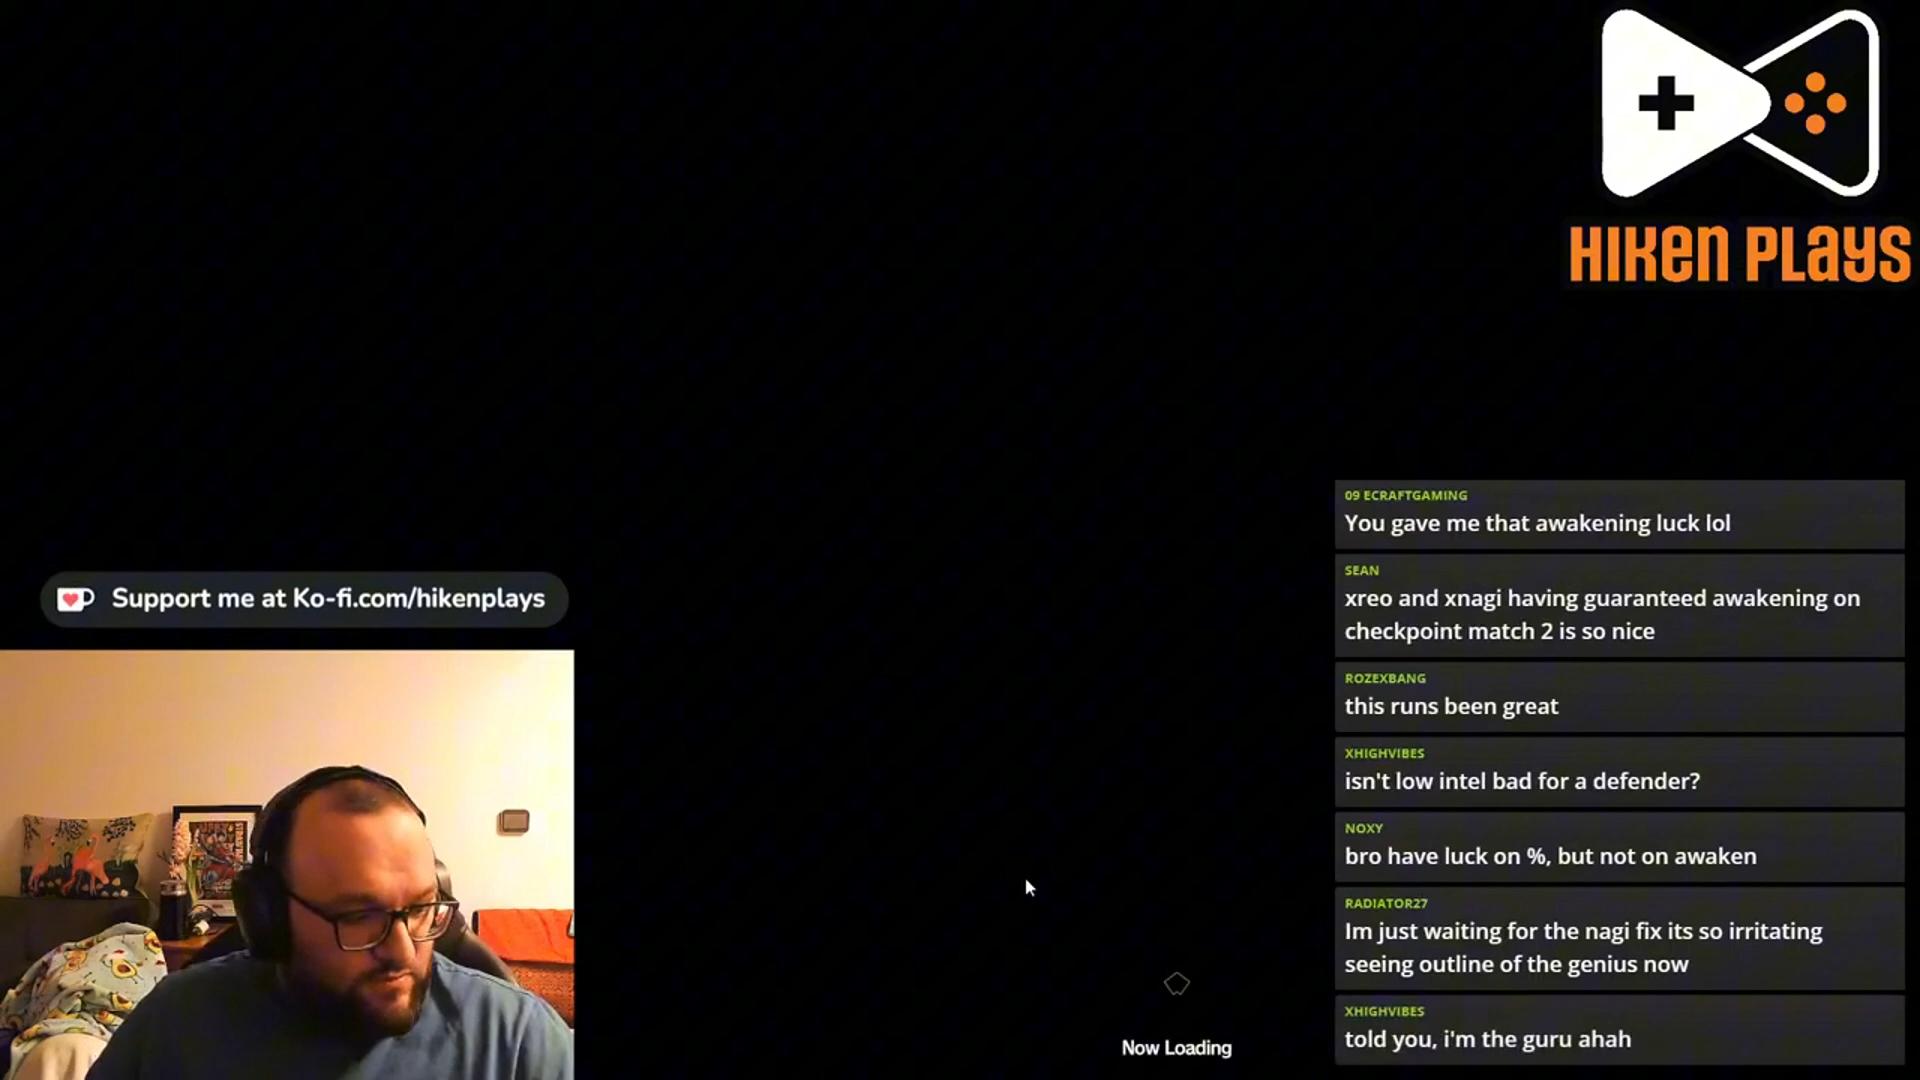 HIKEN PLAYS
09 ECRAFTGAMING
You gave me that awakening luck lol
SEAN
xreo and xnagi having guaranteed awakening on
checkpoint match 2 is so nice
ROZEXBANG
this runs been great
XHIGHVIBES
isn't low intel bad for a defender?
NOXY
bro have luck on %, but not on awaken
RADIATOR27
Im just waiting for the nagi fix its so irritating
seeing outline of the genius now
XHIGHVIBES
told you, i'm the guru ahah
Support me at Ko-fi.com/hikenplays
Now Loading